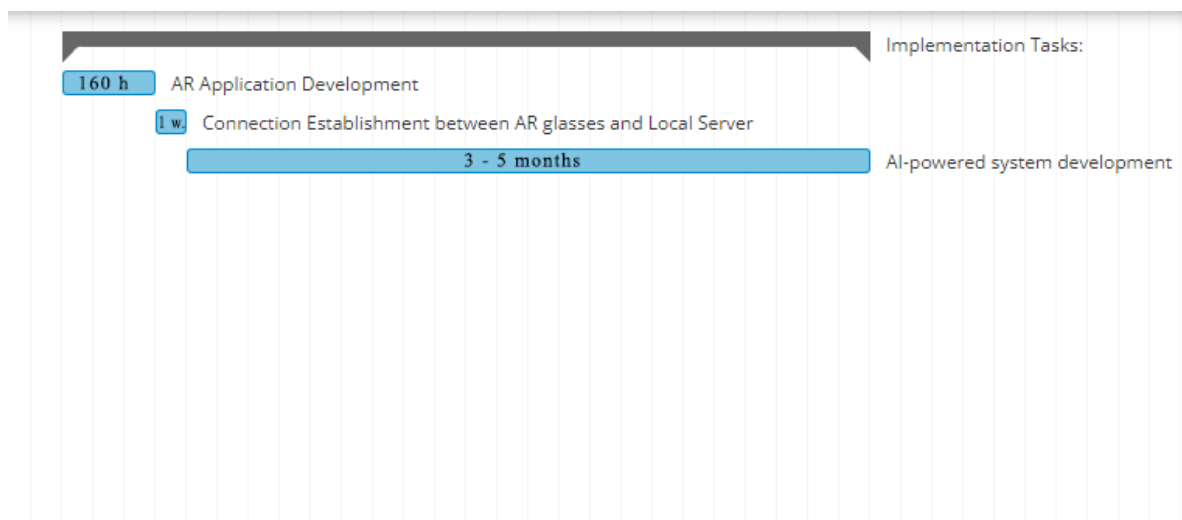 Implementation Tasks:
160 h AR Application Development
1 w. Connection Establishment between AR glasses and Local Server
3 - 5 months AI-powered system development